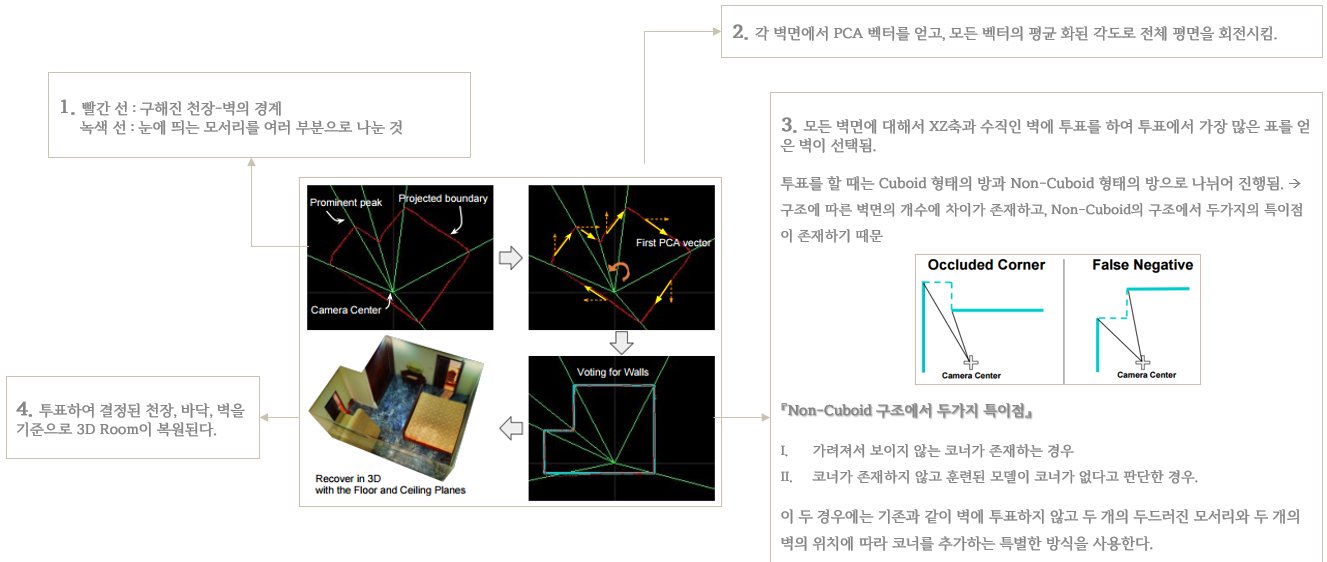 2. 각 벽면에서 PCA 벡터를 얻고, 모든 벡터의 평균 화된 각도로 전체 평면을 회전시킴.
1. 빨간 선 : 구해진 천장-벽의 경계
녹색 선 : 눈에 띄는 모서리를 여러 부분으로 나눈 것
3. 모든 벽면에 대해서 XZ축과 수직인 벽에 투표를 하여 투표에서 가장 많은 표를 얻
은 벽이 선택됨.
투표를 할 때는 Cuboid 형태의 방과 Non-Cuboid 형태의 방으로 나뉘어 진행됨. →
구조에 따른 벽면의 개수에 차이가 존재하고, Non-Cuboid의 구조에서 두가지의 특이점
이 존재하기 때문
Prominent peak
Projected boundary
Camera Center
First PCA vector
Voting for Walls
Recover in 3D
with the Floor and Ceiling Planes
Occluded Corner
False Negative
Camera Center
Camera Center
4. 투표하여 결정된 천장, 바닥, 벽을
기준으로 3D Room이 복원된다.
『Non-Cuboid 구조에서 두가지 특이점』
I. 가려져서 보이지 않는 코너가 존재하는 경우
II. 코너가 존재하지 않고 훈련된 모델이 코너가 없다고 판단한 경우.
이 두 경우에는 기존과 같이 벽에 투표하지 않고 두 개의 두드러진 모서리와 두 개의
벽의 위치에 따라 코너를 추가하는 특별한 방식을 사용한다.